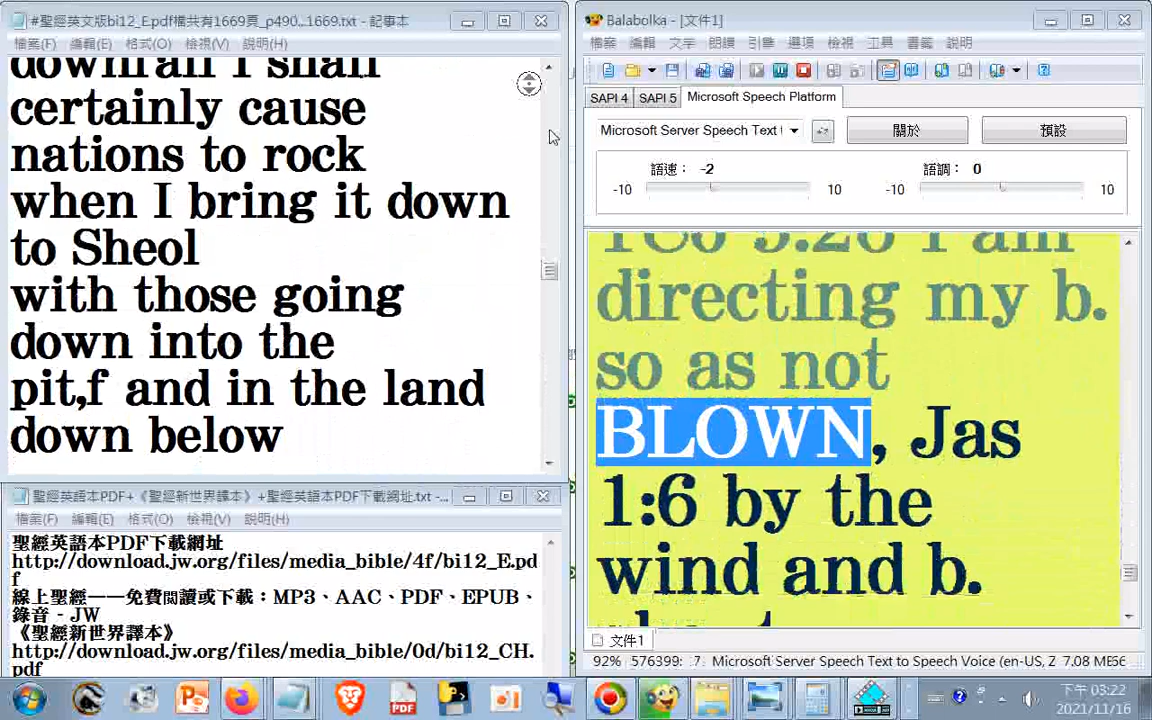 #聖經英文版bi12_E.pdf檔共有1669頁_p490...1669.txt - 記事本
檔案(F) 編輯(E) 格式(O) 檢視(V) 說明(H)
downfall I shall
certainly cause
nations to rock
when I bring it down
to Sheol
with those going
down into the
pit,f and in the land
down below
聖經英語本PDF+《聖經新世界譯本》+聖經英語本PDF下載網址.txt -...
檔案(F) 編輯(E) 格式(O) 檢視(V) 說明(H)
聖經英語本PDF下載網址
http://download.jw.org/files/media_bible/4f/bi12_E.pd
f
線上聖經——免費閱讀或下載：MP3、AAC、PDF、EPUB、
錄音 - JW
《聖經新世界譯本》
http://download.jw.org/files/media_bible/0d/bi12_CH.
pdf
Balabolka - [文件1]
檔案 編輯 文字 朗讀 引號 選項 檢視 工具 書籤 說明
SAPI 4 SAPI 5 Microsoft Speech Platform
Microsoft Server Speech Text 關於 預設
語速： -2 語調： 0
-10 10 -10 10
1Co 9:26 I am
directing my b.
so as not
BLOWN, Jas
1:6 by the
wind and b.
文件1
92% 576399: 7. Microsoft Server Speech Text to Speech Voice (en-US, Z 7.08 ME56
下午 03:22
2021/11/16